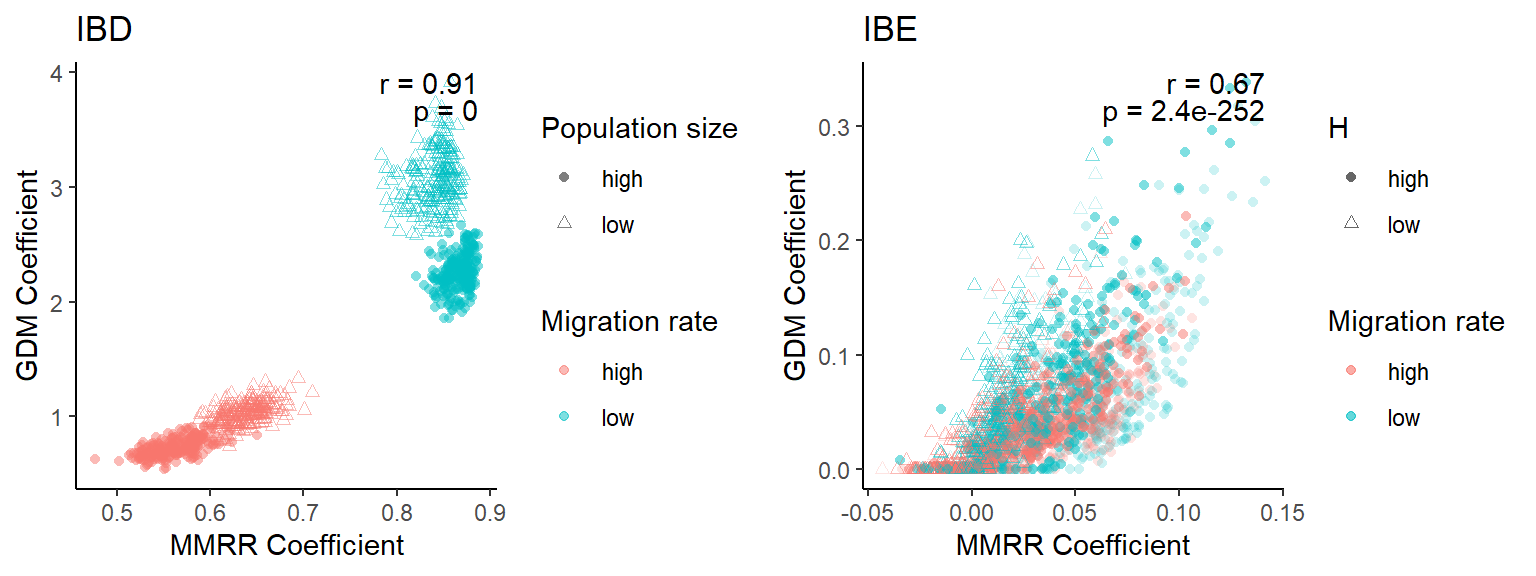 IBD
r = 0.91
p = 0
GDM Coefficient
4
3
2
1
0.5 0.6 0.7 0.8 0.9
MMRR Coefficient
Population size
high
low
Migration rate
high
low
IBE
r = 0.67
p = 2.4e-252
GDM Coefficient
0.3
0.2
0.1
0.0
-0.05 0.00 0.05 0.10 0.15
MMRR Coefficient
H
high
low
Migration rate
high
low